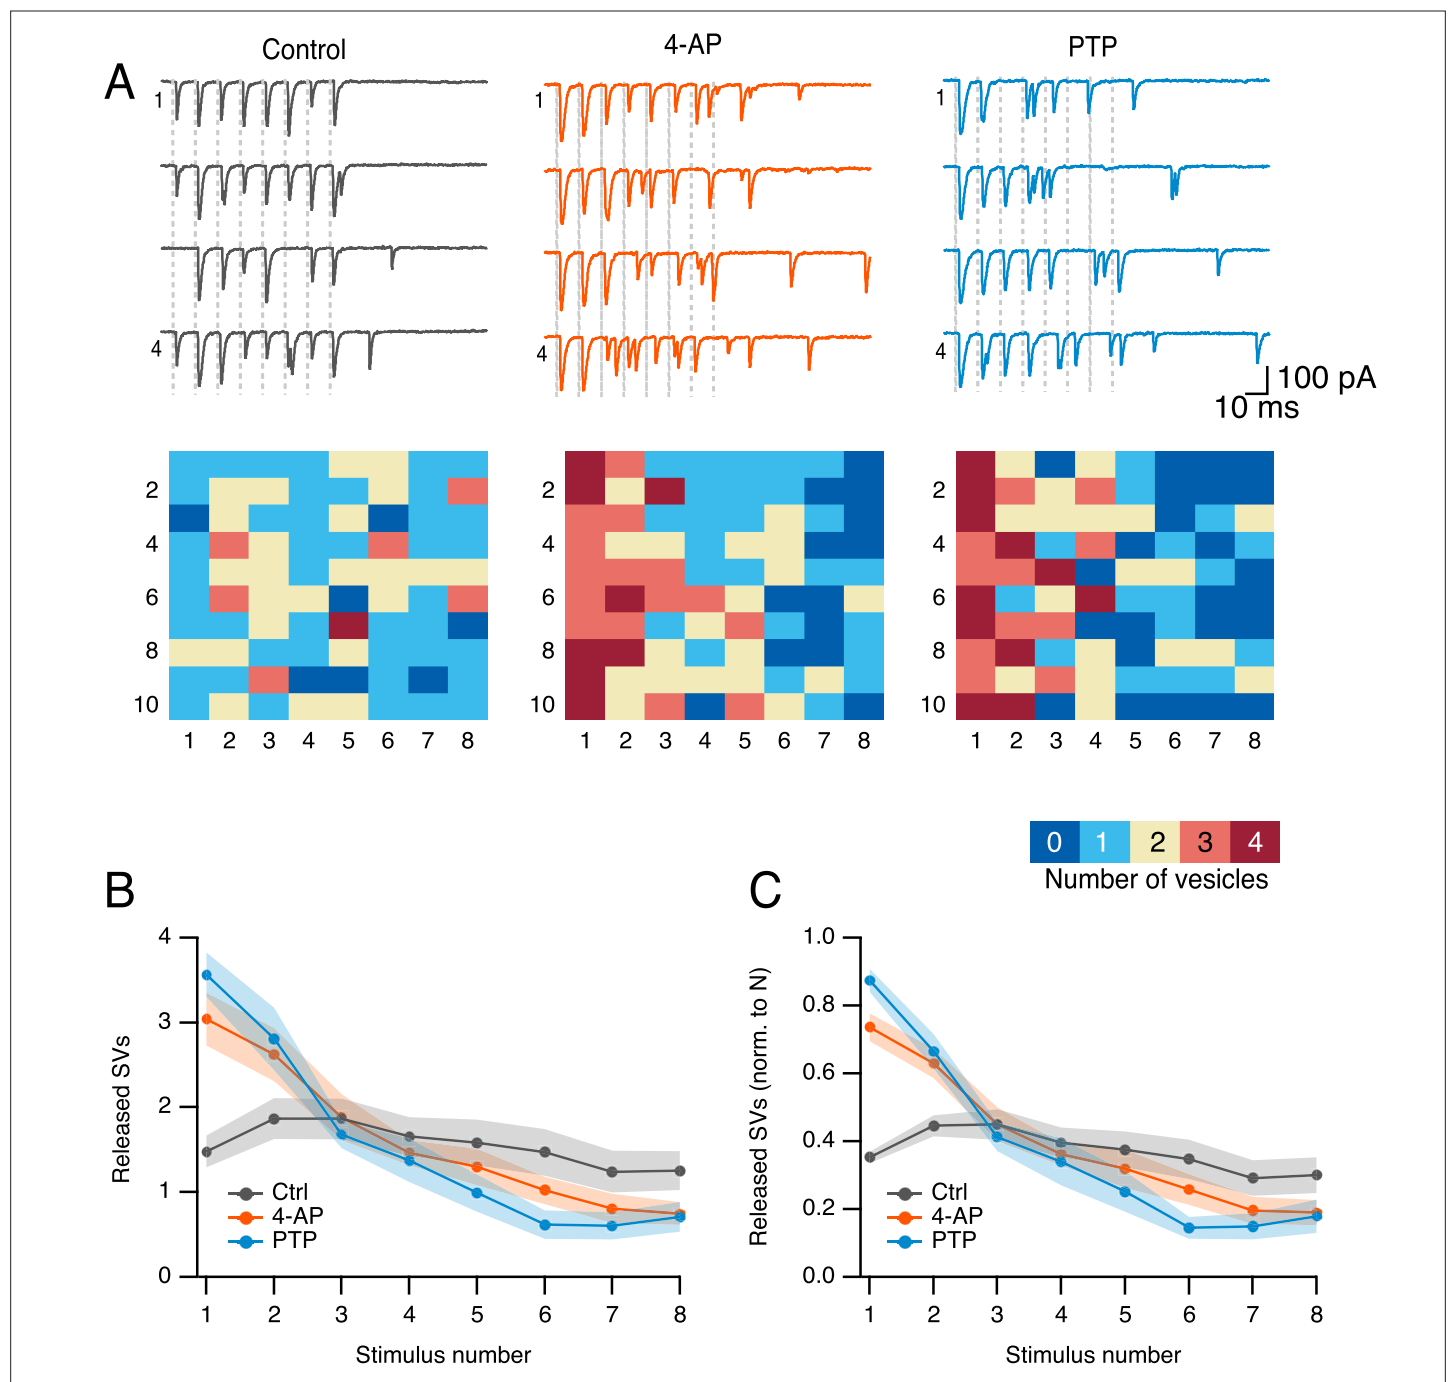 A
Control
4-AP
PTP
1
1
1
4
4
4
100 pA
10 ms
2
4
6
8
10
1 2 3 4 5 6 7 8
2
4
6
8
10
1 2 3 4 5 6 7 8
2
4
6
8
10
1 2 3 4 5 6 7 8
0 1 2 3 4
Number of vesicles
B
Released SVs
4
3
2
1
0
Ctrl
4-AP
PTP
1 2 3 4 5 6 7 8
Stimulus number
C
Released SVs (norm. to N)
1.0
0.8
0.6
0.4
0.2
0.0
Ctrl
4-AP
PTP
1 2 3 4 5 6 7 8
Stimulus number